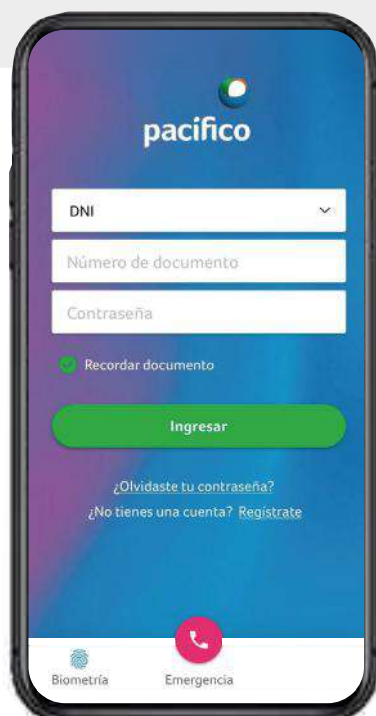 pacifico
DNI
Número de documento
Contraseña
Recordar documento
Ingresar
¿Olvidaste tu contraseña?
¿No tienes una cuenta? Regístrate
Biometría
Emergencia